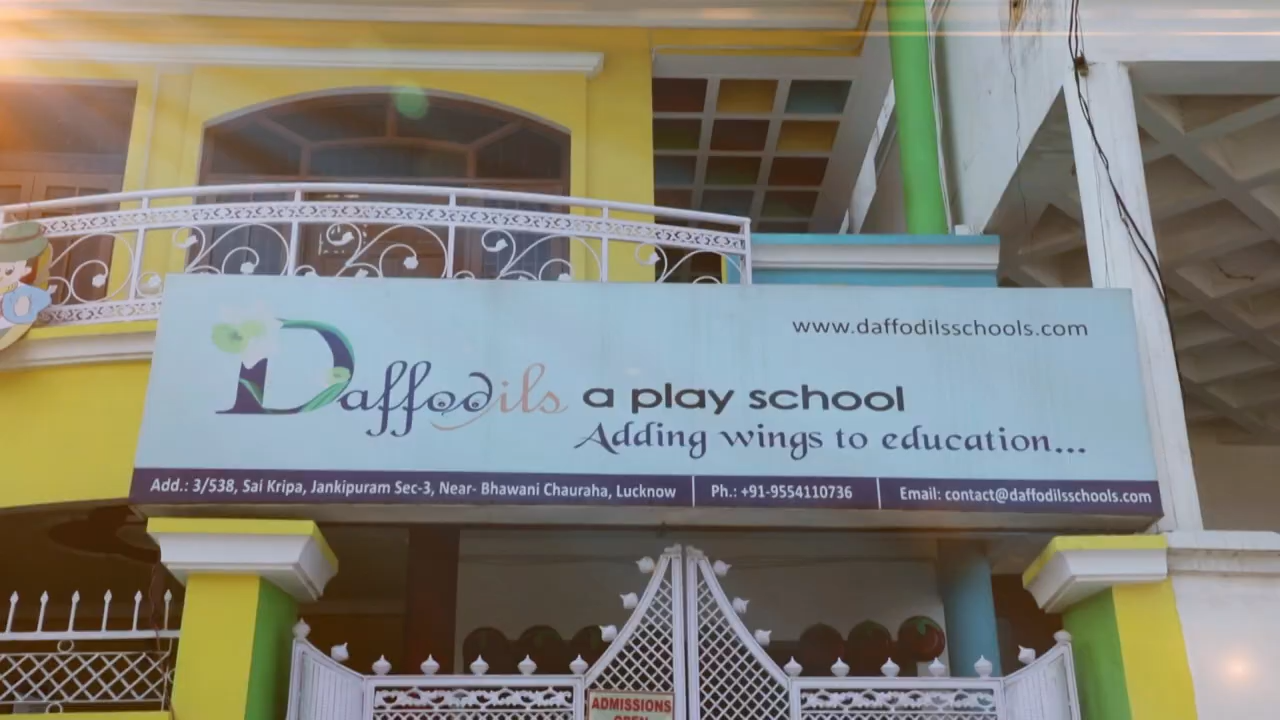 www.daffodilsschools.com
Daffodils a play school
Adding wings to education...
Add.: 3/538, Sai Kripa, Jankipuram Sec-3, Near- Bhawani Chauraha, Lucknow
Ph.: +91-9554110736
Email: contact@daffodilsschools.com
ADMISSIONS
OPEN